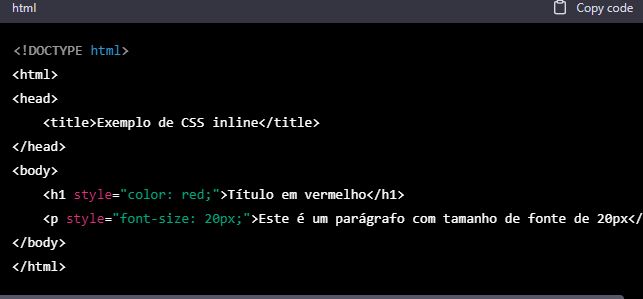 html Copy code
<!DOCTYPE html>
<html>
<head>
    <title>Exemplo de CSS inline</title>
</head>
<body>
    <h1 style="color: red;">Título em vermelho</h1>
    <p style="font-size: 20px;">Este é um parágrafo com tamanho de fonte de 20px</
</body>
</html>